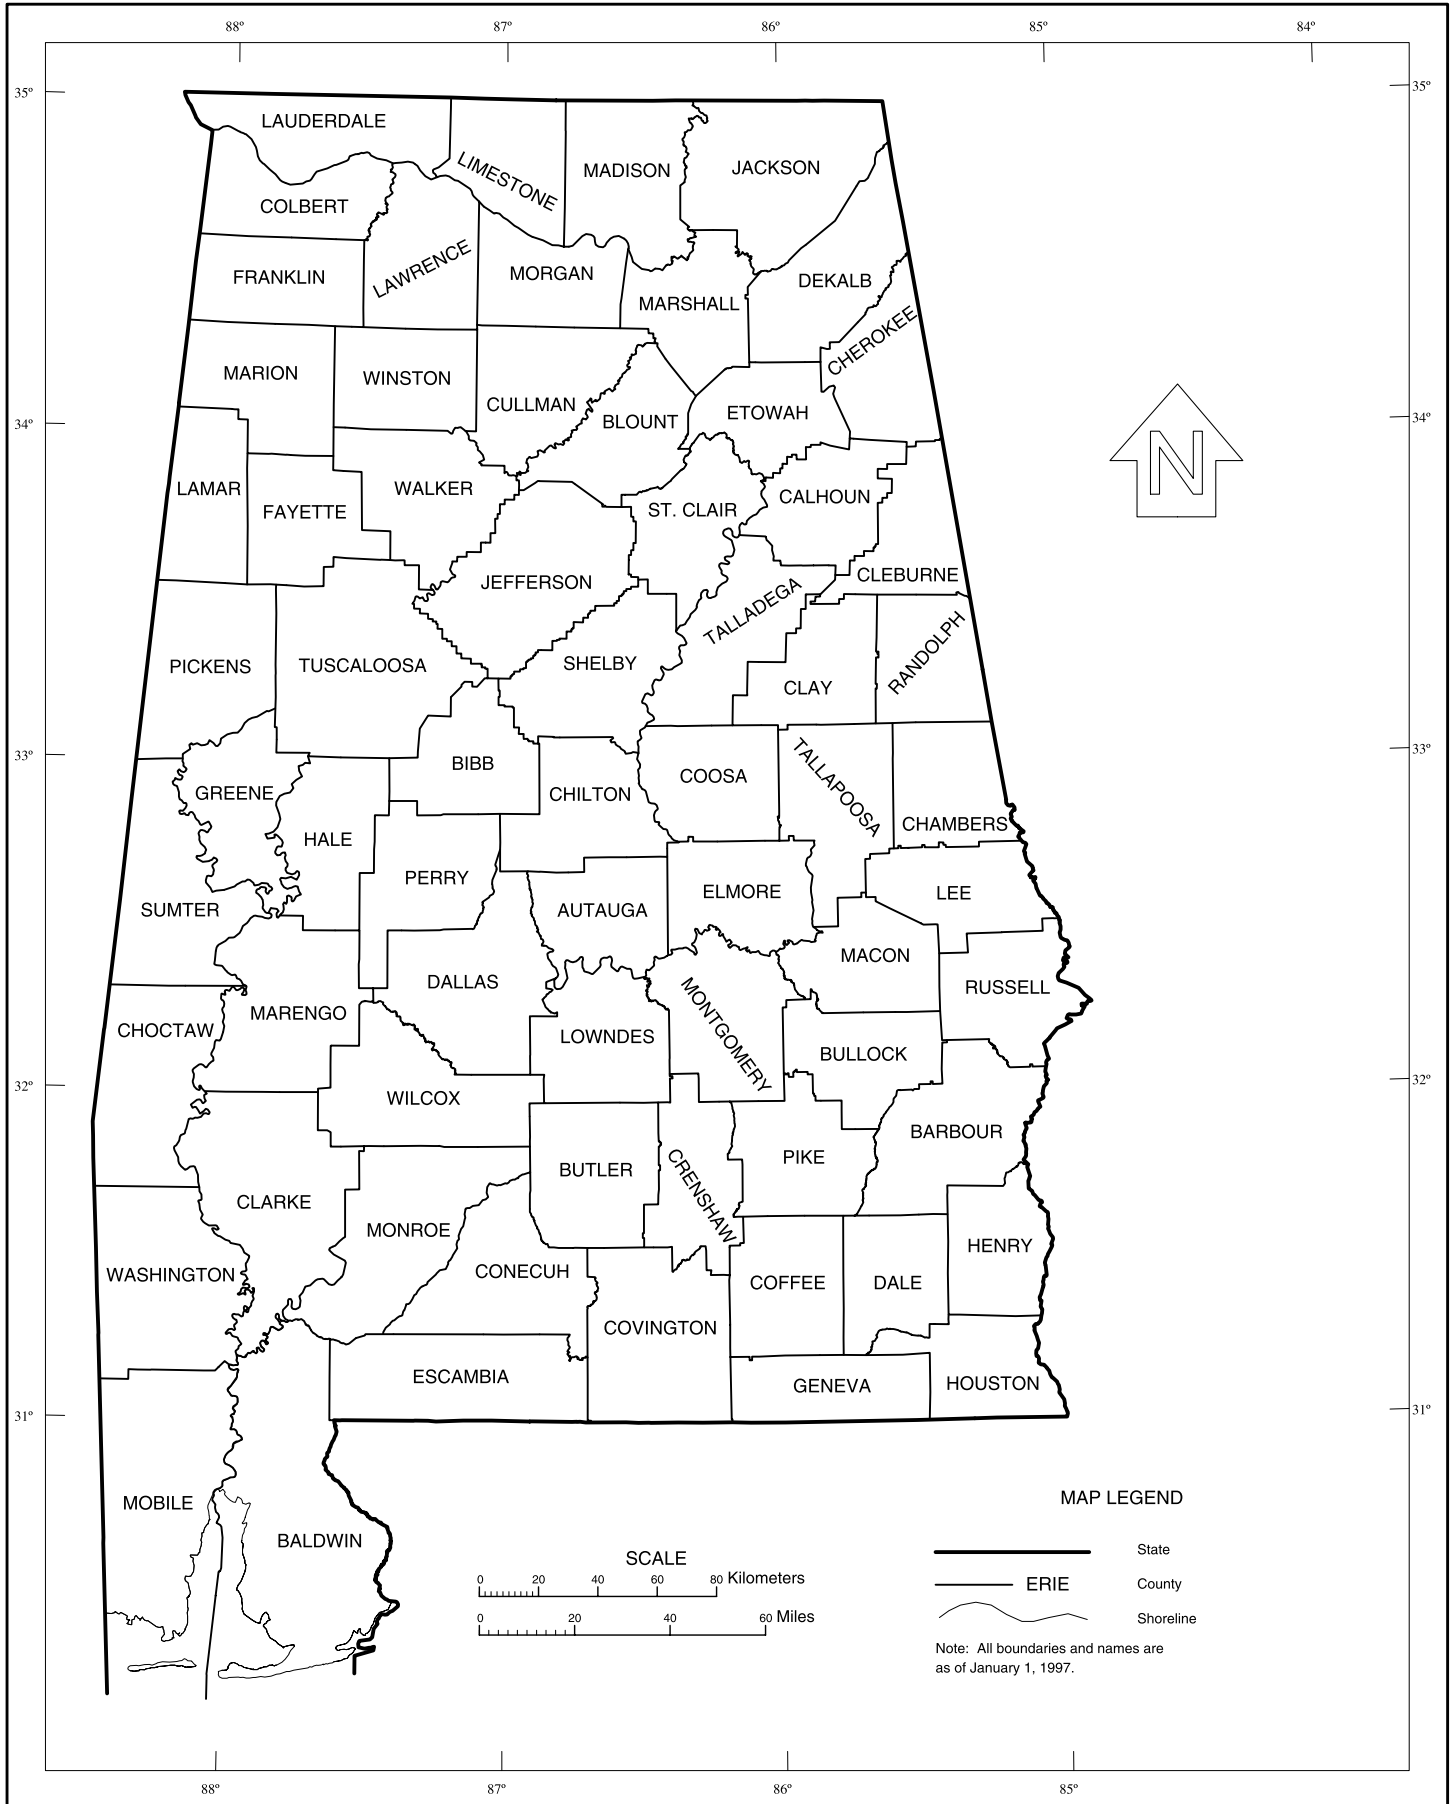 88º 87º 86º 85º 84º
35º 35º
LAUDERDALE
LIMESTONE
MADISON
JACKSON
COLBERT
LAWRENCE
FRANKLIN
MORGAN
DEKALB
MARSHALL
CHEROKEE
MARION
WINSTON
CULLMAN
BLOUNT
ETOWAH
34º 34º
N
LAMAR
FAYETTE
WALKER
ST. CLAIR
CALHOUN
JEFFERSON
CLEBURNE
TALLADEGA
PICKENS
TUSCALOOSA
SHELBY
CLAY
RANDOLPH
33º 33º
BIBB
COOSA
TALLAPOOSA
GREENE
CHILTON
HALE
CHAMBERS
PERRY
ELMORE
LEE
SUMTER
AUTAUGA
MACON
DALLAS
RUSSELL
MARENGO
MONTGOMERY
CHOCTAW
LOWNDES
BULLOCK
32º 32º
WILCOX
BARBOUR
BUTLER
CRENSHAW
PIKE
CLARKE
MONROE
HENRY
WASHINGTON
CONECUH
COFFEE
DALE
COVINGTON
ESCAMBIA
GENEVA
HOUSTON
31º 31º
MOBILE
BALDWIN
SCALE
0 20 40 60 80 Kilometers
0 20 40 60 Miles
MAP LEGEND
State
ERIE County
Shoreline
Note: All boundaries and names are
as of January 1, 1997.
88º 87º 86º 85º